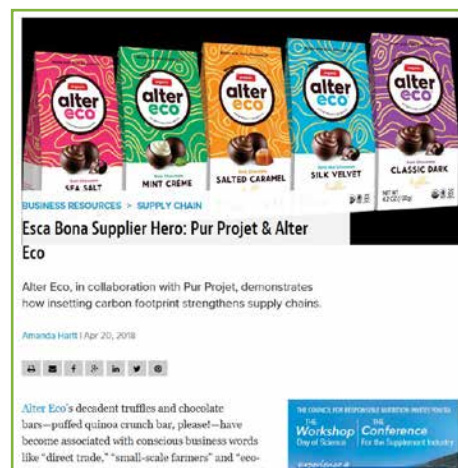 alter
eco
alter
eco
alter
eco
alter
eco
alter
eco
SEA SALT
MINT CRÈME
SALTED CARAMEL
SILK VELVET
CLASSIC DARK
BUSINESS RESOURCES > SUPPLY CHAIN
Esca Bona Supplier Hero: Pur Projet & Alter
Eco
Alter Eco, in collaboration with Pur Projet, demonstrates
how insetting carbon footprint strengthens supply chains.
Amanda Hartt | Apr 20, 2018
Alter Eco's decadent truffles and chocolate
bars—puffed quinoa crunch bar, please!—have
become associated with conscious business words
like "direct trade," "small-scale farmers" and "eco-
THE COUNCIL FOR RESPONSIBLE NUTRITION INVITES YOU TO
THE
Workshop
Day of Science
THE
Conference
For the Supplement Industry